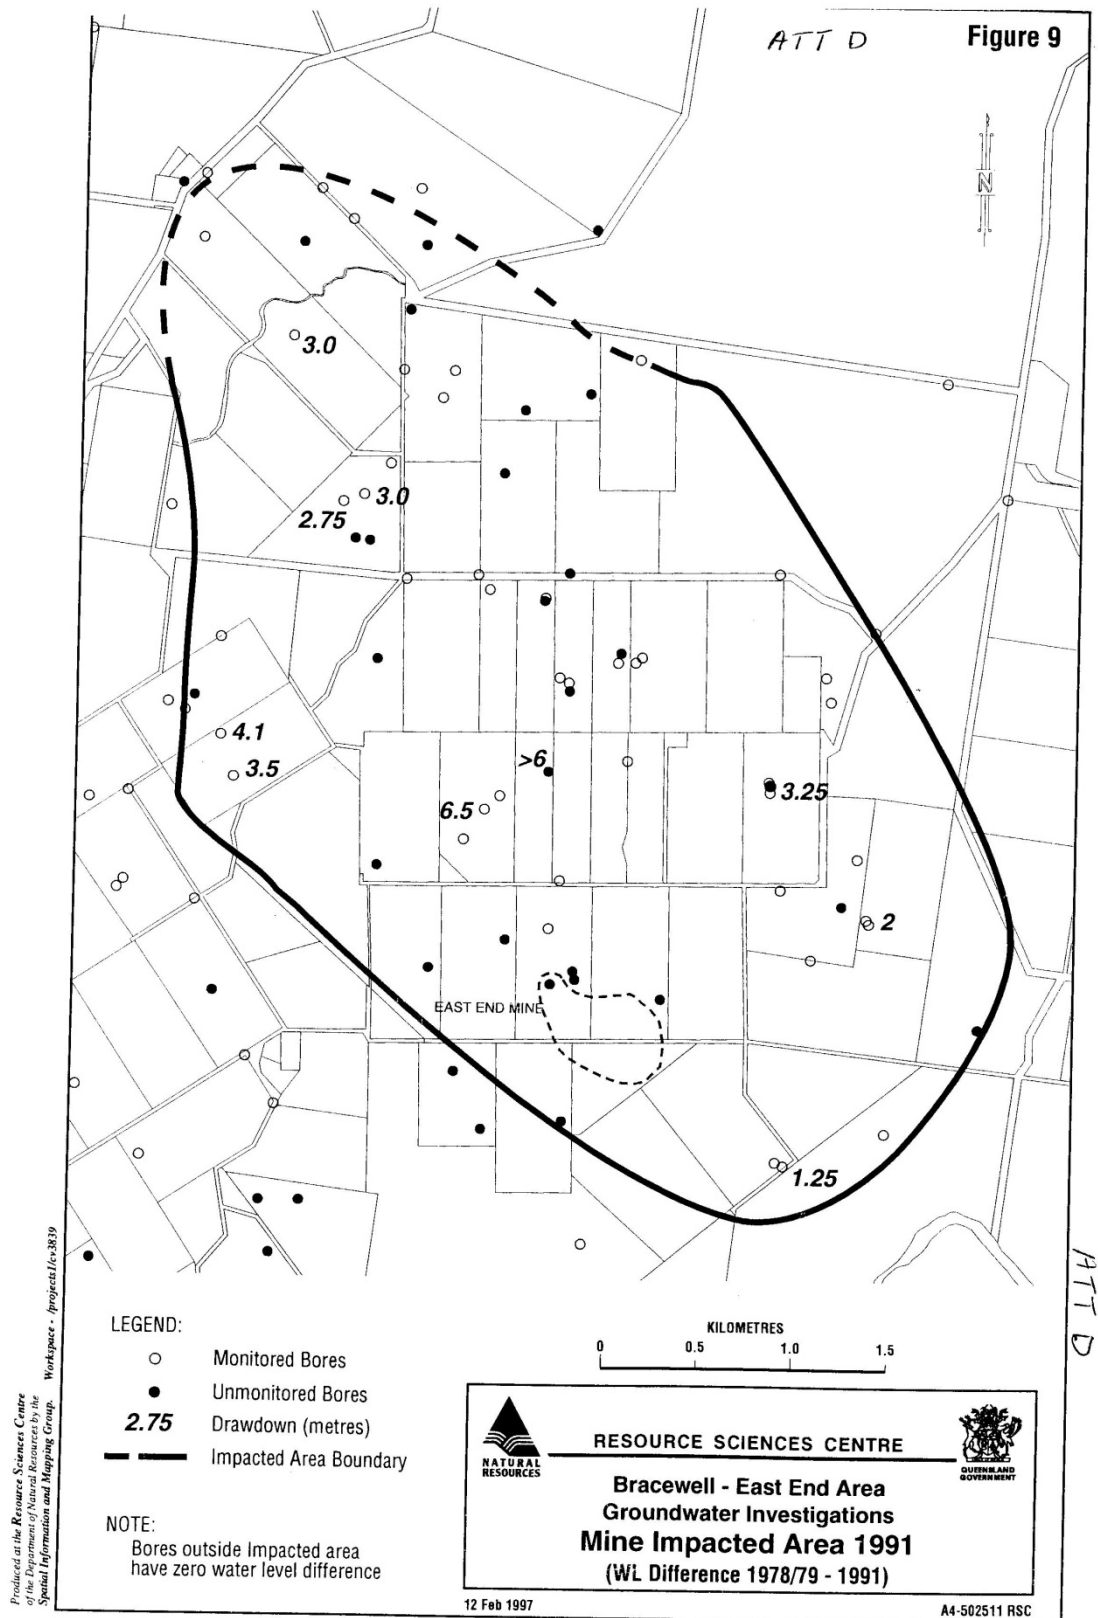 ATT D
Figure 9
N
3.0
3.0
2.75
4.1
3.5
>6
6.5
3.25
2
EAST END MINE
1.25
ATT D
LEGEND:
Monitored Bores
Unmonitored Bores
2.75 Drawdown (metres)
Impacted Area Boundary
NOTE:
Bores outside Impacted area
have zero water level difference
KILOMETRES
0 0.5 1.0 1.5
NATURAL
RESOURCES
RESOURCE SCIENCES CENTRE
QUEENSLAND
GOVERNMENT
Bracewell - East End Area
Groundwater Investigations
Mine Impacted Area 1991
(WL Difference 1978/79 - 1991)
12 Feb 1997
A4-502511 RSC
Produced at the Resource Sciences Centre
of the Department of Natural Resources by the
Spatial Information and Mapping Group. Workspace - /projects1/cv3839